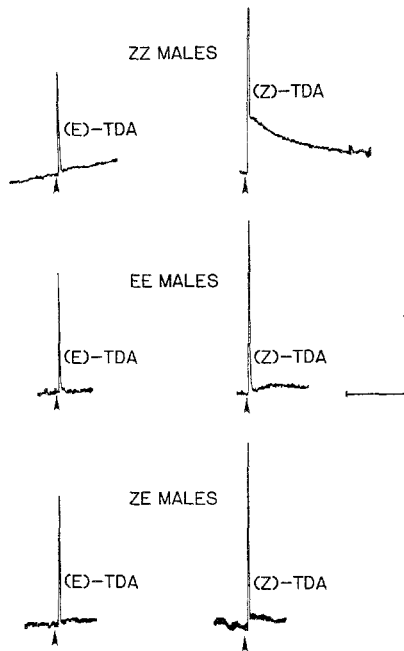 ZZ MALES
(E)-TDA
(Z)-TDA
EE MALES
(E)-TDA
(Z)-TDA
ZE MALES
(E)-TDA
(Z)-TDA